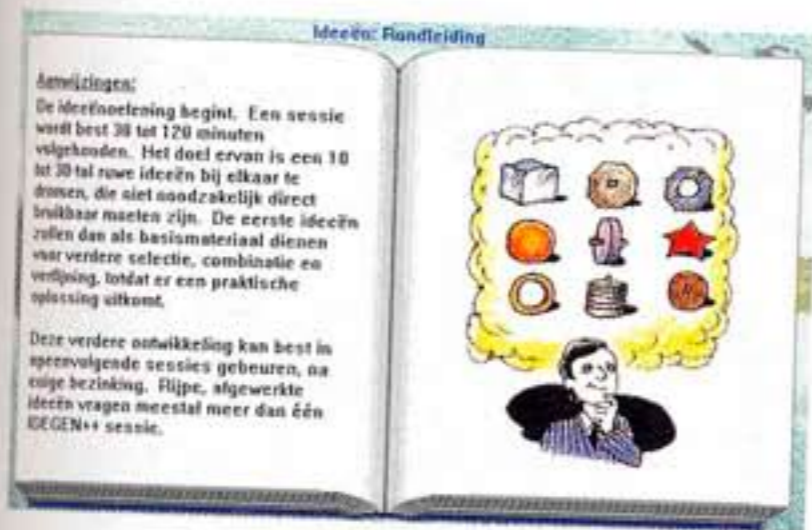 Ideeën: Handleiding
Aanwijzingen:
De ideeënoefening begint. Een sessie
wordt best 30 tot 120 minuten
volgehouden. Het doel ervan is een 10
tot 30-tal ruwe ideeën bij elkaar te
dromen, die niet noodzakelijk direct
bruikbaar moeten zijn. De eerste ideeën
zullen dan als basismateriaal dienen
voor verdere selectie, combinatie en
verfijning, totdat er een praktische
oplossing uitkomt.
Deze verdere ontwikkeling kan best in
opeenvolgende sessies gebeuren, na
enige bezinking. Rijpe, afgewerkte
ideeën vragen meestal meer dan één
IDEGEN++ sessie.